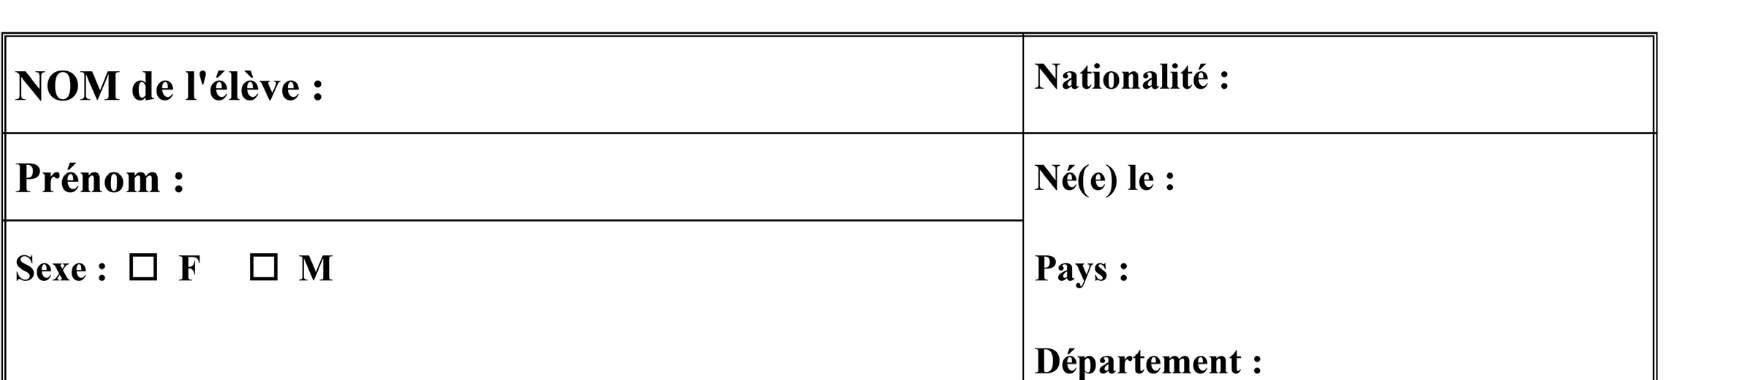 NOM de l'élève :
Nationalité :
Prénom :
Né(e) le :
Sexe : ☐ F ☐ M
Pays :
Département :